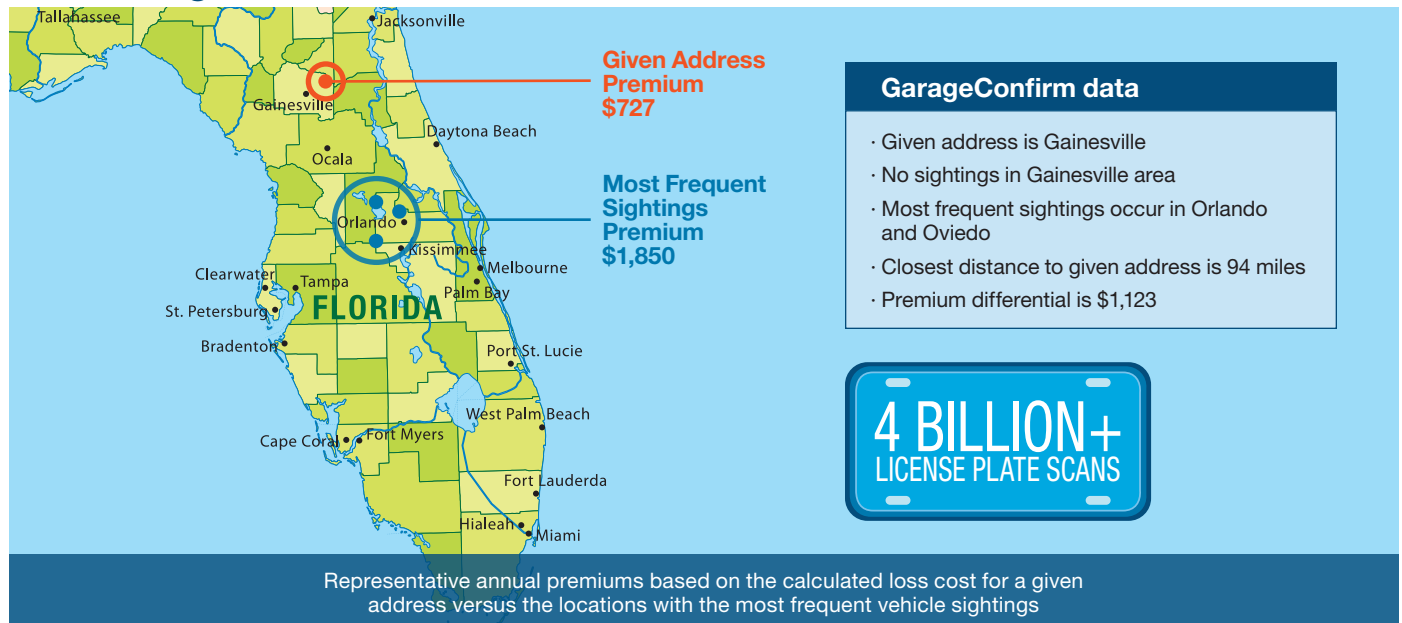 Tallahassee
Jacksonville
Gainesville
Daytona Beach
Ocala
Orlando
Kissimmee
Clearwater
Tampa
Melbourne
Palm Bay
St. Petersburg
FLORIDA
Bradenton
Port St. Lucie
West Palm Beach
Cape Coral
Fort Myers
Fort Lauderda
Hialeah
Miami
Given Address
Premium
$727
Most Frequent
Sightings
Premium
$1,850
GarageConfirm data
· Given address is Gainesville
· No sightings in Gainesville area
· Most frequent sightings occur in Orlando
and Oviedo
· Closest distance to given address is 94 miles
· Premium differential is $1,123
4 BILLION+
LICENSE PLATE SCANS
Representative annual premiums based on the calculated loss cost for a given
address versus the locations with the most frequent vehicle sightings